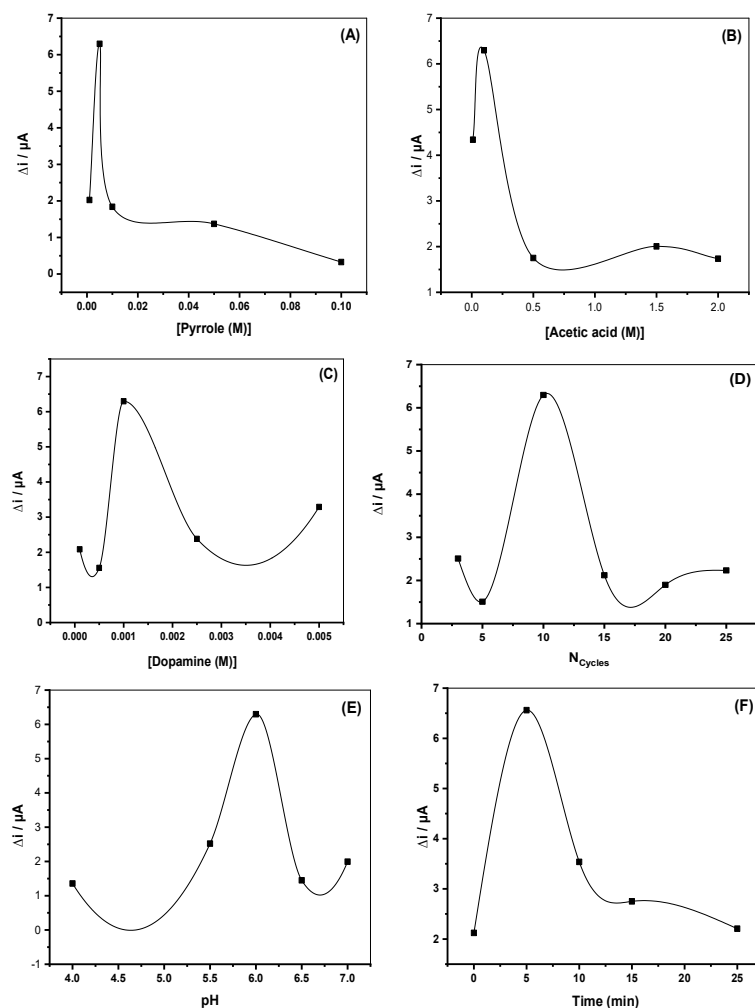 (A)
7
6
5
4
3
2
1
0
Δi / µA
0.00 0.02 0.04 0.06 0.08 0.10
[Pyrrole (M)]
(B)
7
6
5
4
3
2
1
Δi / µA
0.0 0.5 1.0 1.5 2.0
[Acetic acid (M)]
(C)
7
6
5
4
3
2
1
0
Δi / µA
0.000 0.001 0.002 0.003 0.004 0.005
[Dopamine (M)]
(D)
7
6
5
4
3
2
1
Δi / µA
0 5 10 15 20 25
NCycles
(E)
7
6
5
4
3
2
1
0
-1
Δi / µA
4.0 4.5 5.0 5.5 6.0 6.5 7.0
pH
(F)
7
6
5
4
3
2
Δi / µA
0 5 10 15 20 25
Time (min)